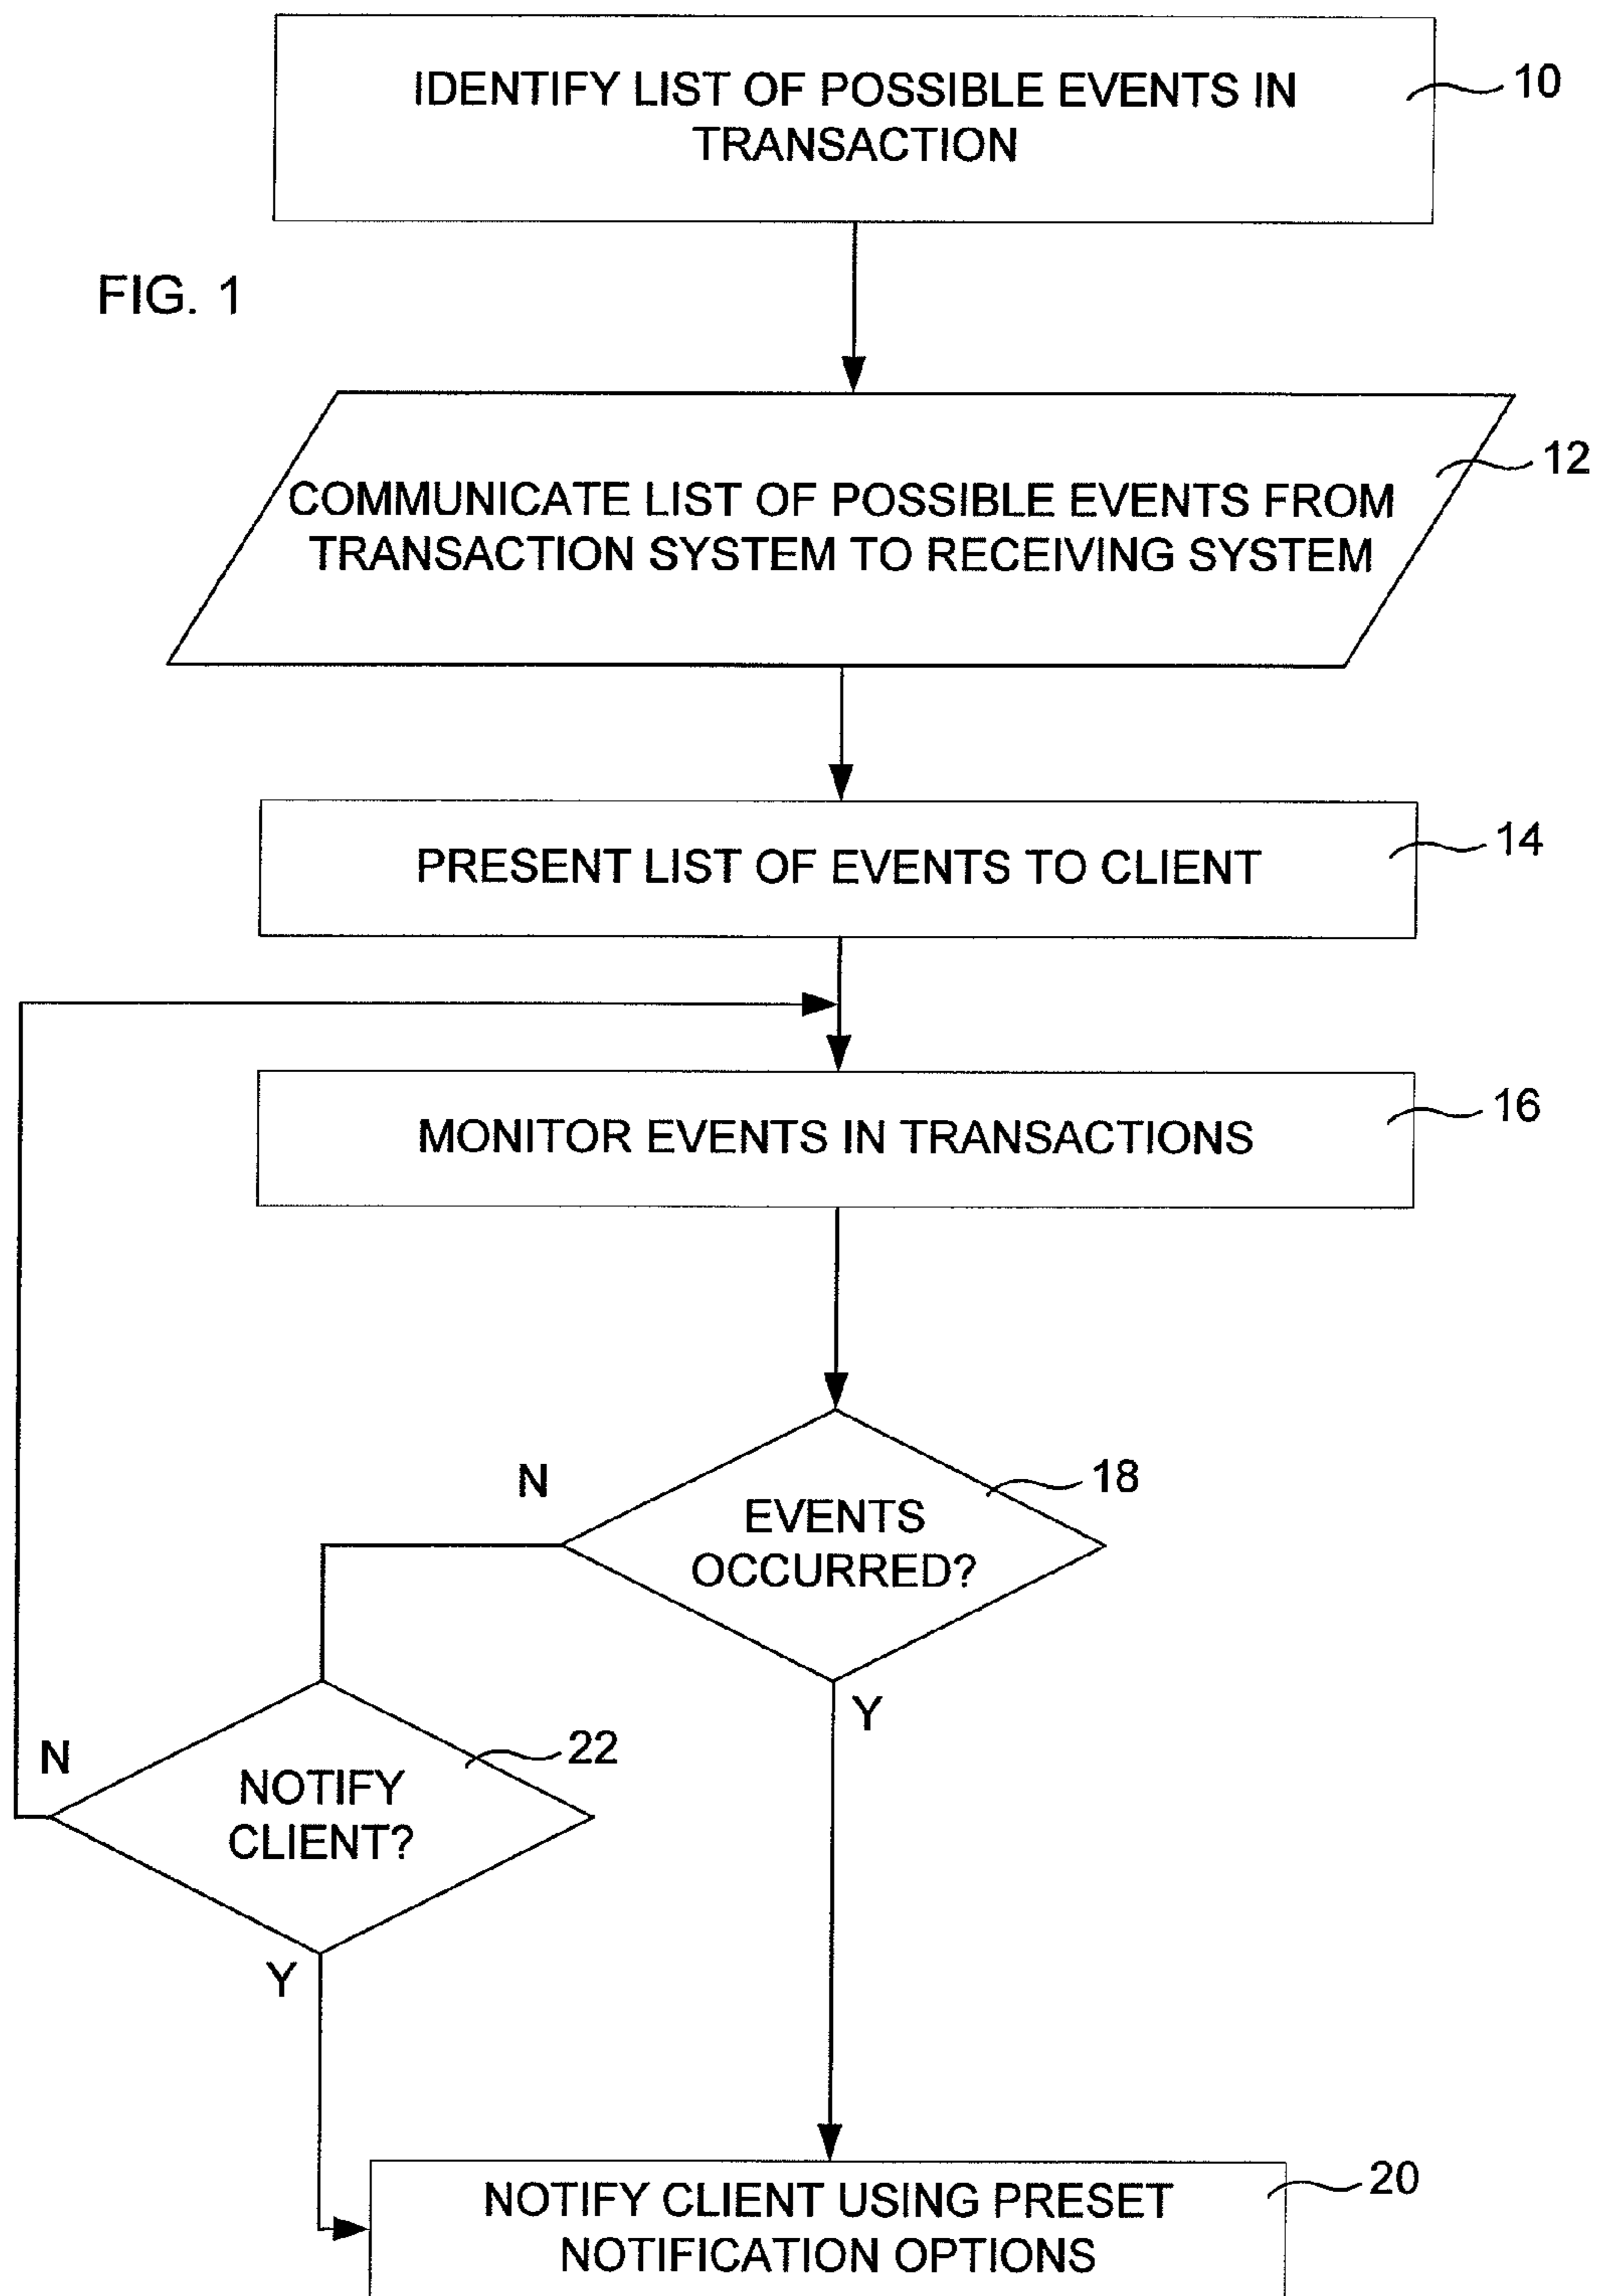 IDENTIFY LIST OF POSSIBLE EVENTS IN
TRANSACTION
10
FIG. 1
COMMUNICATE LIST OF POSSIBLE EVENTS FROM
TRANSACTION SYSTEM TO RECEIVING SYSTEM
12
PRESENT LIST OF EVENTS TO CLIENT
14
MONITOR EVENTS IN TRANSACTIONS
16
N
EVENTS
OCCURRED?
18
Y
N
NOTIFY
CLIENT?
22
Y
NOTIFY CLIENT USING PRESET
NOTIFICATION OPTIONS
20